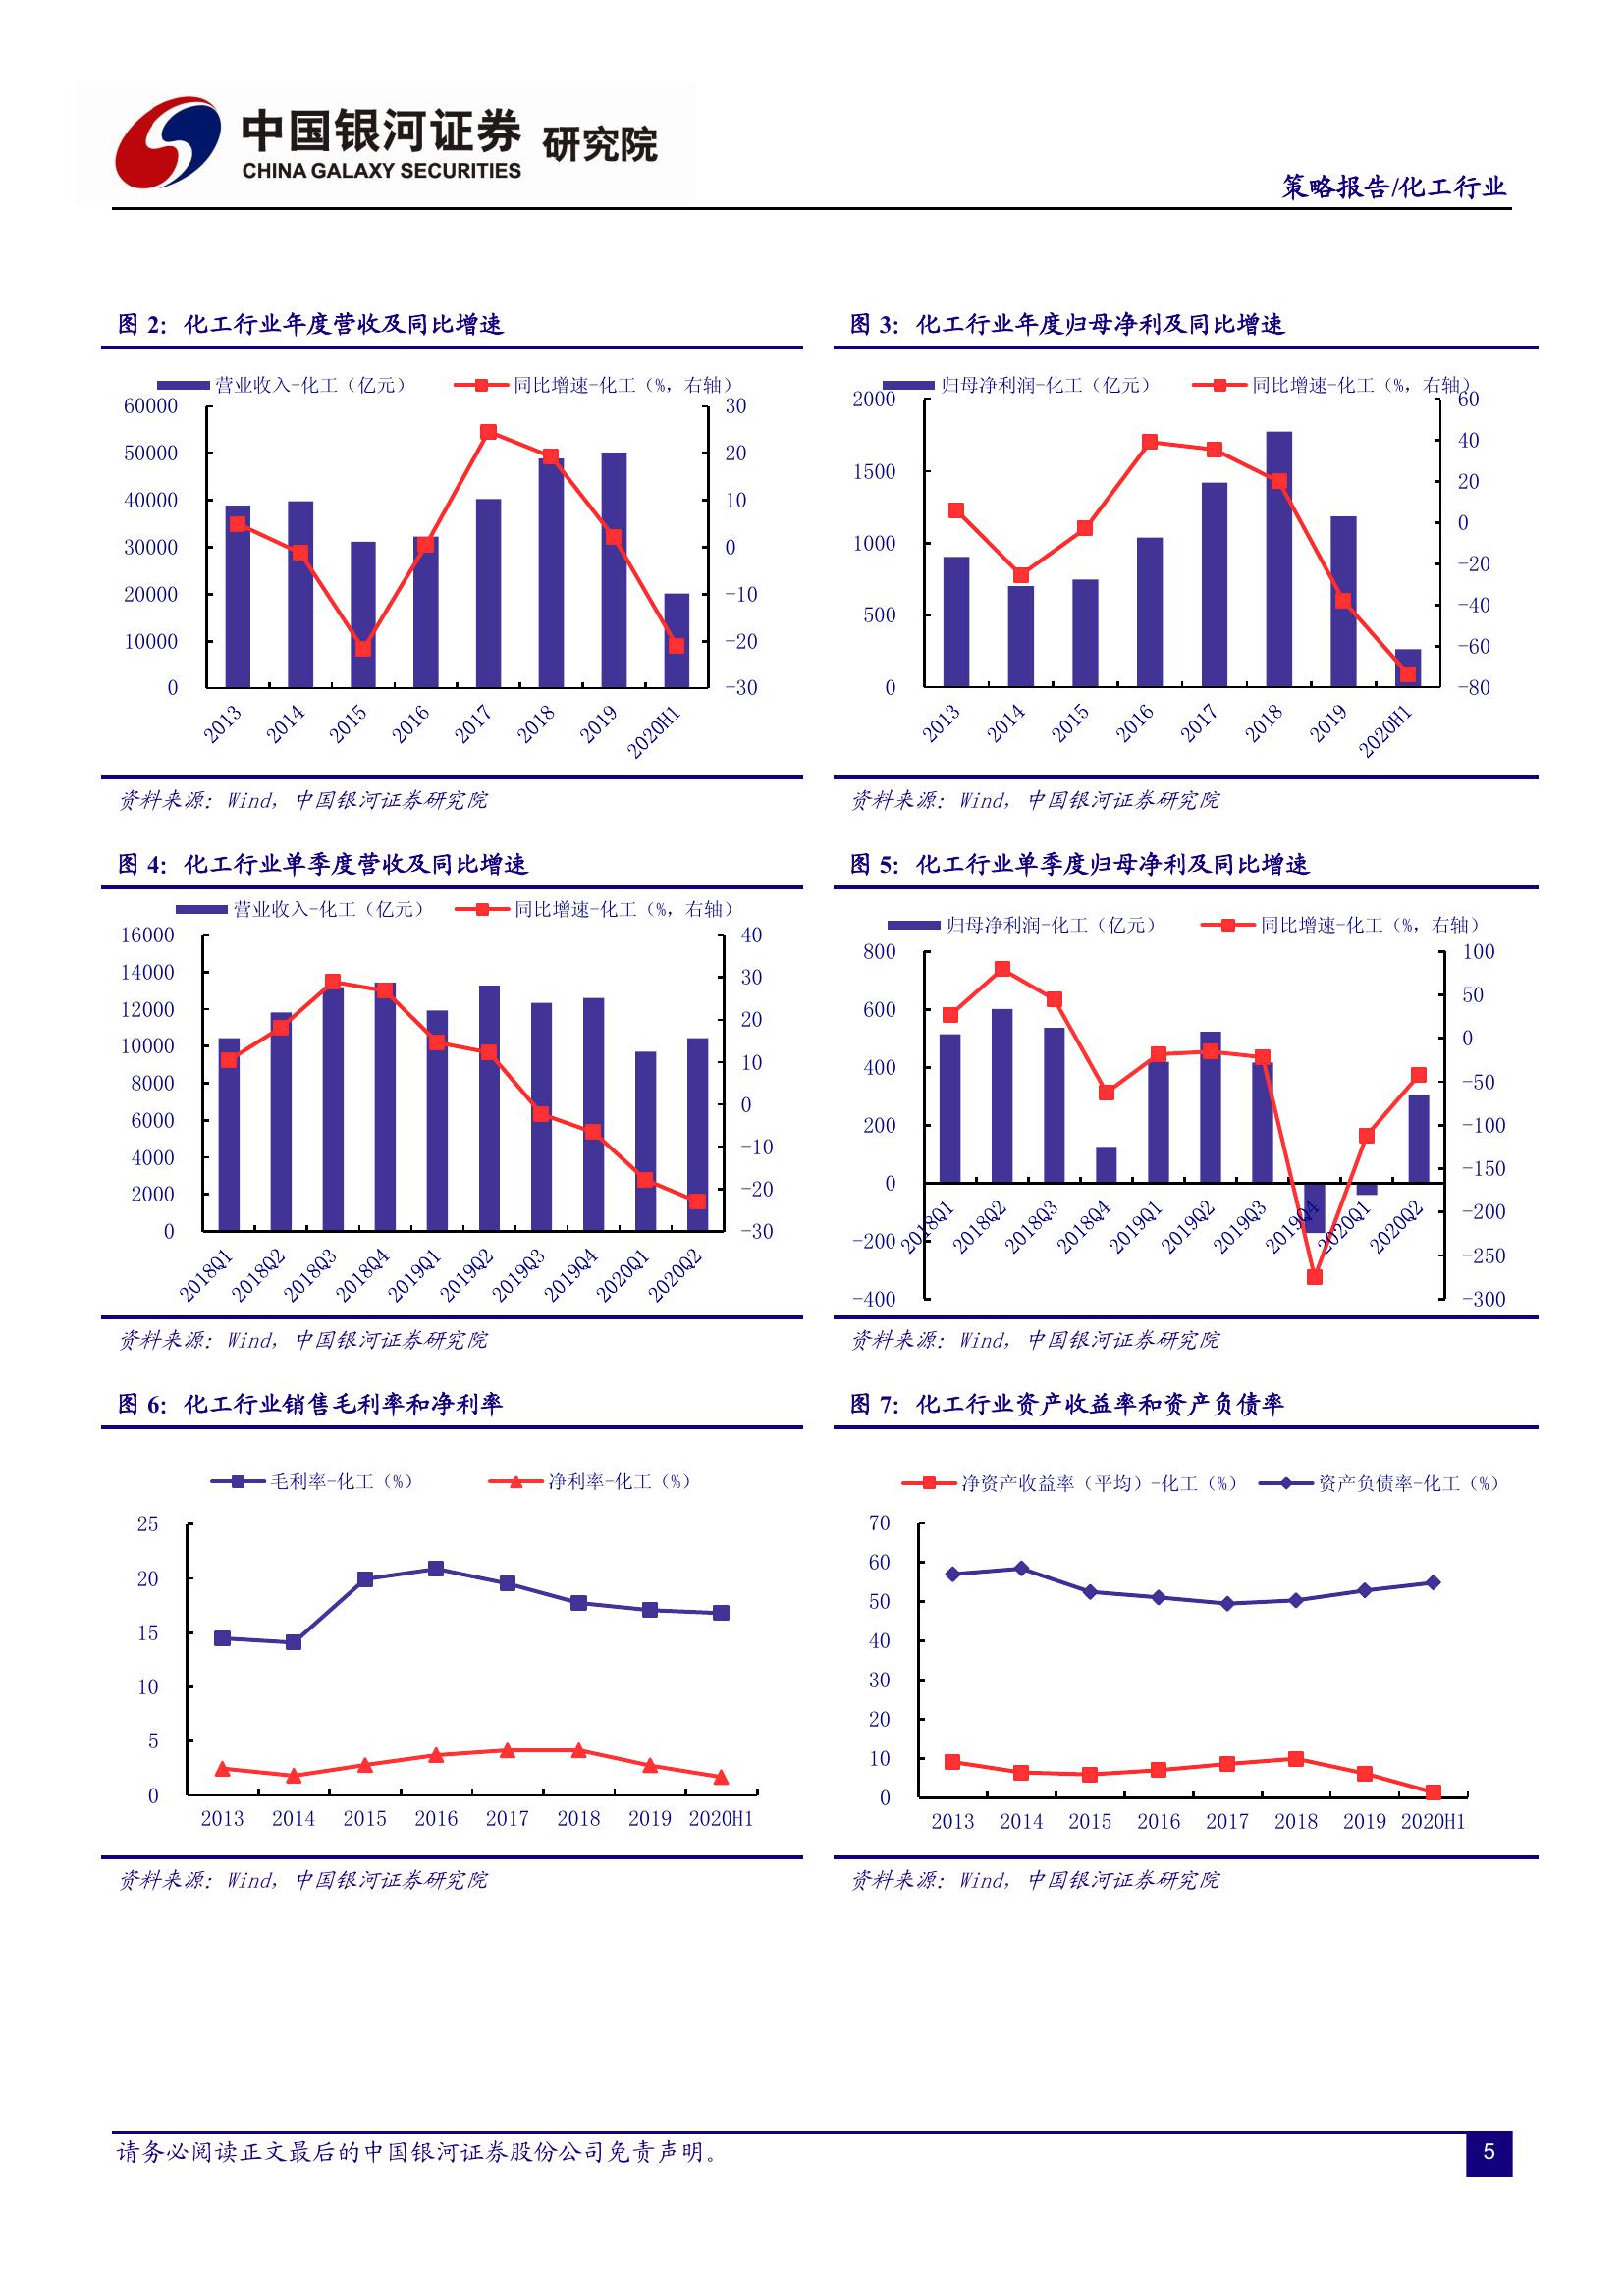 中国银河证券 研究院
CHINA GALAXY SECURITIES
策略报告/化工行业
图 2：化工行业年度营收及同比增速
营业收入-化工（亿元） 同比增速-化工（%，右轴）
60000 30
50000 20
40000 10
30000 0
20000 -10
10000 -20
0 -30
2013 2014 2015 2016 2017 2018 2019 2020H1
资料来源：Wind，中国银河证券研究院
图 3：化工行业年度归母净利及同比增速
归母净利润-化工（亿元） 同比增速-化工（%，右轴）
2000 60
40
1500 20
1000 0
-20
500 -40
-60
0 -80
2013 2014 2015 2016 2017 2018 2019 2020H1
资料来源：Wind，中国银河证券研究院
图 4：化工行业单季度营收及同比增速
营业收入-化工（亿元） 同比增速-化工（%，右轴）
16000 40
14000 30
12000 20
10000 10
8000 0
6000 -10
4000 -20
2000
0 -30
2018Q1 2018Q2 2018Q3 2018Q4 2019Q1 2019Q2 2019Q3 2019Q4 2020Q1 2020Q2
资料来源：Wind，中国银河证券研究院
图 5：化工行业单季度归母净利及同比增速
归母净利润-化工（亿元） 同比增速-化工（%，右轴）
800 100
600 50
400 0
-50
200 -100
0 -150
-200 -200
-250
-400 -300
2018Q1 2018Q2 2018Q3 2018Q4 2019Q1 2019Q2 2019Q3 2019Q4 2020Q1 2020Q2
资料来源：Wind，中国银河证券研究院
图 6：化工行业销售毛利率和净利率
毛利率-化工（%） 净利率-化工（%）
25
20
15
10
5
0
2013 2014 2015 2016 2017 2018 2019 2020H1
资料来源：Wind，中国银河证券研究院
图 7：化工行业资产收益率和资产负债率
净资产收益率（平均）-化工（%） 资产负债率-化工（%）
70
60
50
40
30
20
10
0
2013 2014 2015 2016 2017 2018 2019 2020H1
资料来源：Wind，中国银河证券研究院
请务必阅读正文最后的中国银河证券股份公司免责声明。
5